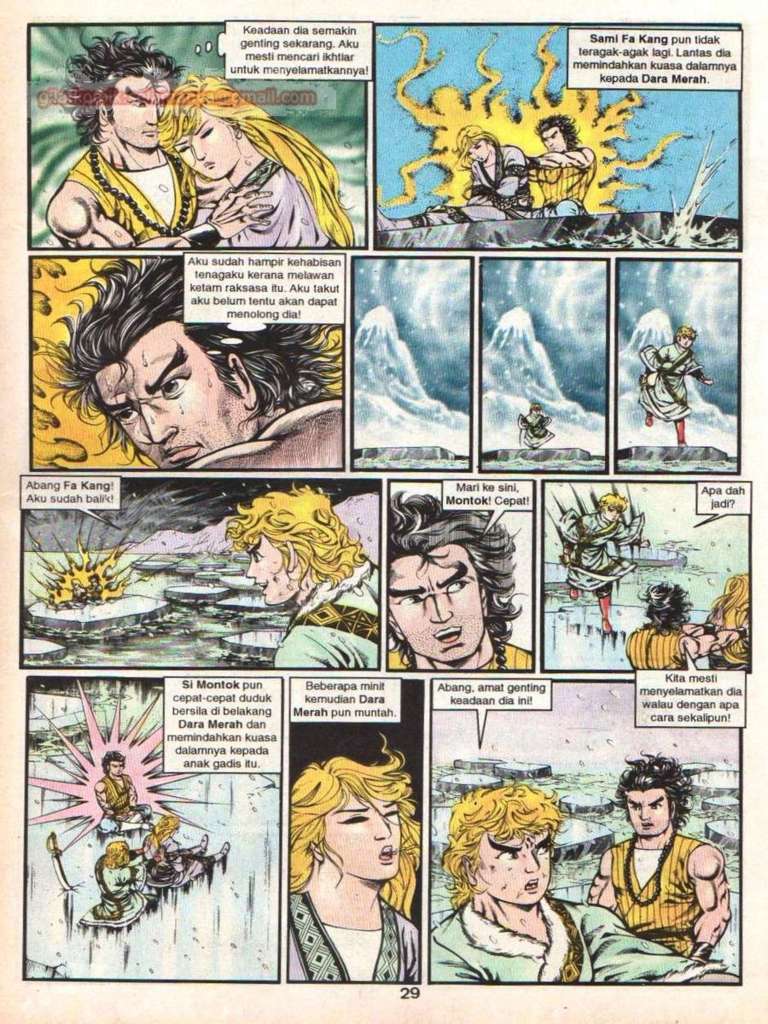 Keadaan dia semakin
genting sekarang. Aku
mesti mencari ikhtiar
untuk menyelamatkannya!
Sami Fa Kang pun tidak
teragak-agak lagi. Lantas dia
memindahkan kuasa dalamnya
kepada Dara Merah.
Aku sudah hampir kehabisan
tenagaku kerana melawan
ketam raksasa itu. Aku takut
aku belum tentu akan dapat
menolong dia!
Abang Fa Kang!
Aku sudah balik!
Mari ke sini,
Montok! Cepat!
Apa dah
jadi?
Si Montok pun
cepat-cepat duduk
bersila di belakang
Dara Merah dan
memindahkan kuasa
dalamnya kepada
anak gadis itu.
Beberapa minit
kemudian Dara
Merah pun muntah.
Abang, amat genting
keadaan dia ini!
Kita mesti
menyelamatkan dia
walau dengan apa
cara sekalipun!
29